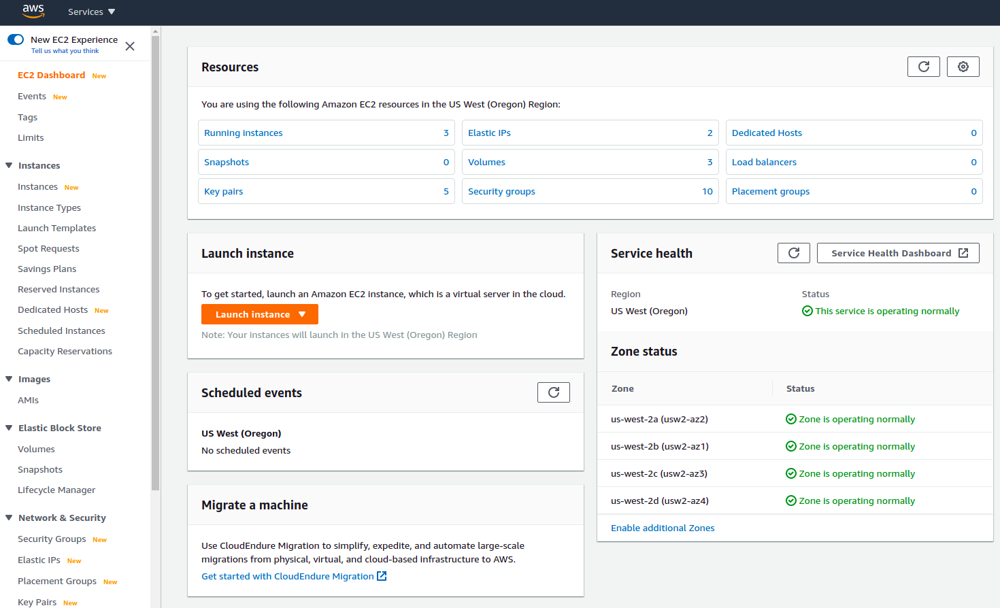 aws
Services
New EC2 Experience
Tell us what you think
EC2 Dashboard New
Events New
Tags
Limits
Instances
Instances New
Instance Types
Launch Templates
Spot Requests
Savings Plans
Reserved Instances
Dedicated Hosts New
Scheduled Instances
Capacity Reservations
Images
AMIs
Elastic Block Store
Volumes
Snapshots
Lifecycle Manager
Network & Security
Security Groups New
Elastic IPs New
Placement Groups New
Key Pairs New
Resources
You are using the following Amazon EC2 resources in the US West (Oregon) Region:
Running instances 3
Elastic IPs 2
Dedicated Hosts 0
Snapshots 0
Volumes 3
Load balancers 0
Key pairs 5
Security groups 10
Placement groups 0
Launch instance
To get started, launch an Amazon EC2 instance, which is a virtual server in the cloud.
Launch instance
Note: Your instances will launch in the US West (Oregon) Region
Scheduled events
US West (Oregon)
No scheduled events
Migrate a machine
Use CloudEndure Migration to simplify, expedite, and automate large-scale
migrations from physical, virtual, and cloud-based infrastructure to AWS.
Get started with CloudEndure Migration
Service health
Service Health Dashboard
Region
Status
US West (Oregon)
This service is operating normally
Zone status
Zone
Status
us-west-2a (usw2-az2)
Zone is operating normally
us-west-2b (usw2-az1)
Zone is operating normally
us-west-2c (usw2-az3)
Zone is operating normally
us-west-2d (usw2-az4)
Zone is operating normally
Enable additional Zones